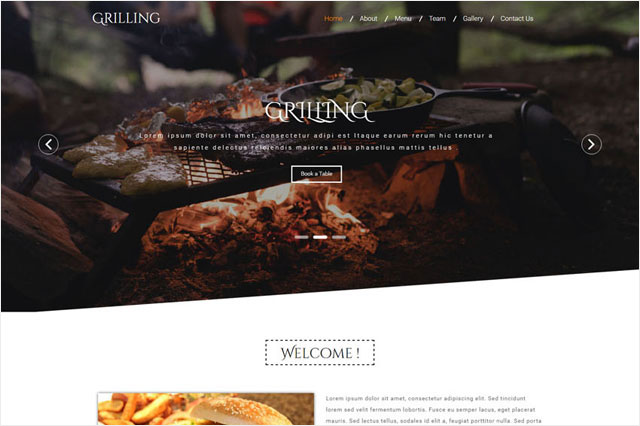 GRILLING
Home / About / Menu / Team / Gallery / Contact Us
GRILLING
Lorem ipsum dolor sit amet, consectetur adipi est Itaque earum rerum hic tenetur a
sapiente delectus reiciendis maiores alias phasellus mattis tellus
Book a Table
WELCOME !
Lorem ipsum dolor sit amet, consectetur adipiscing elit. Sed tincidunt
lorem sed velit fermentum lobortis. Fusce eu semper lacus, eget placerat
mauris. Sed lectus tellus, sodales id elit a, feugiat porttitor nulla. Sed porta